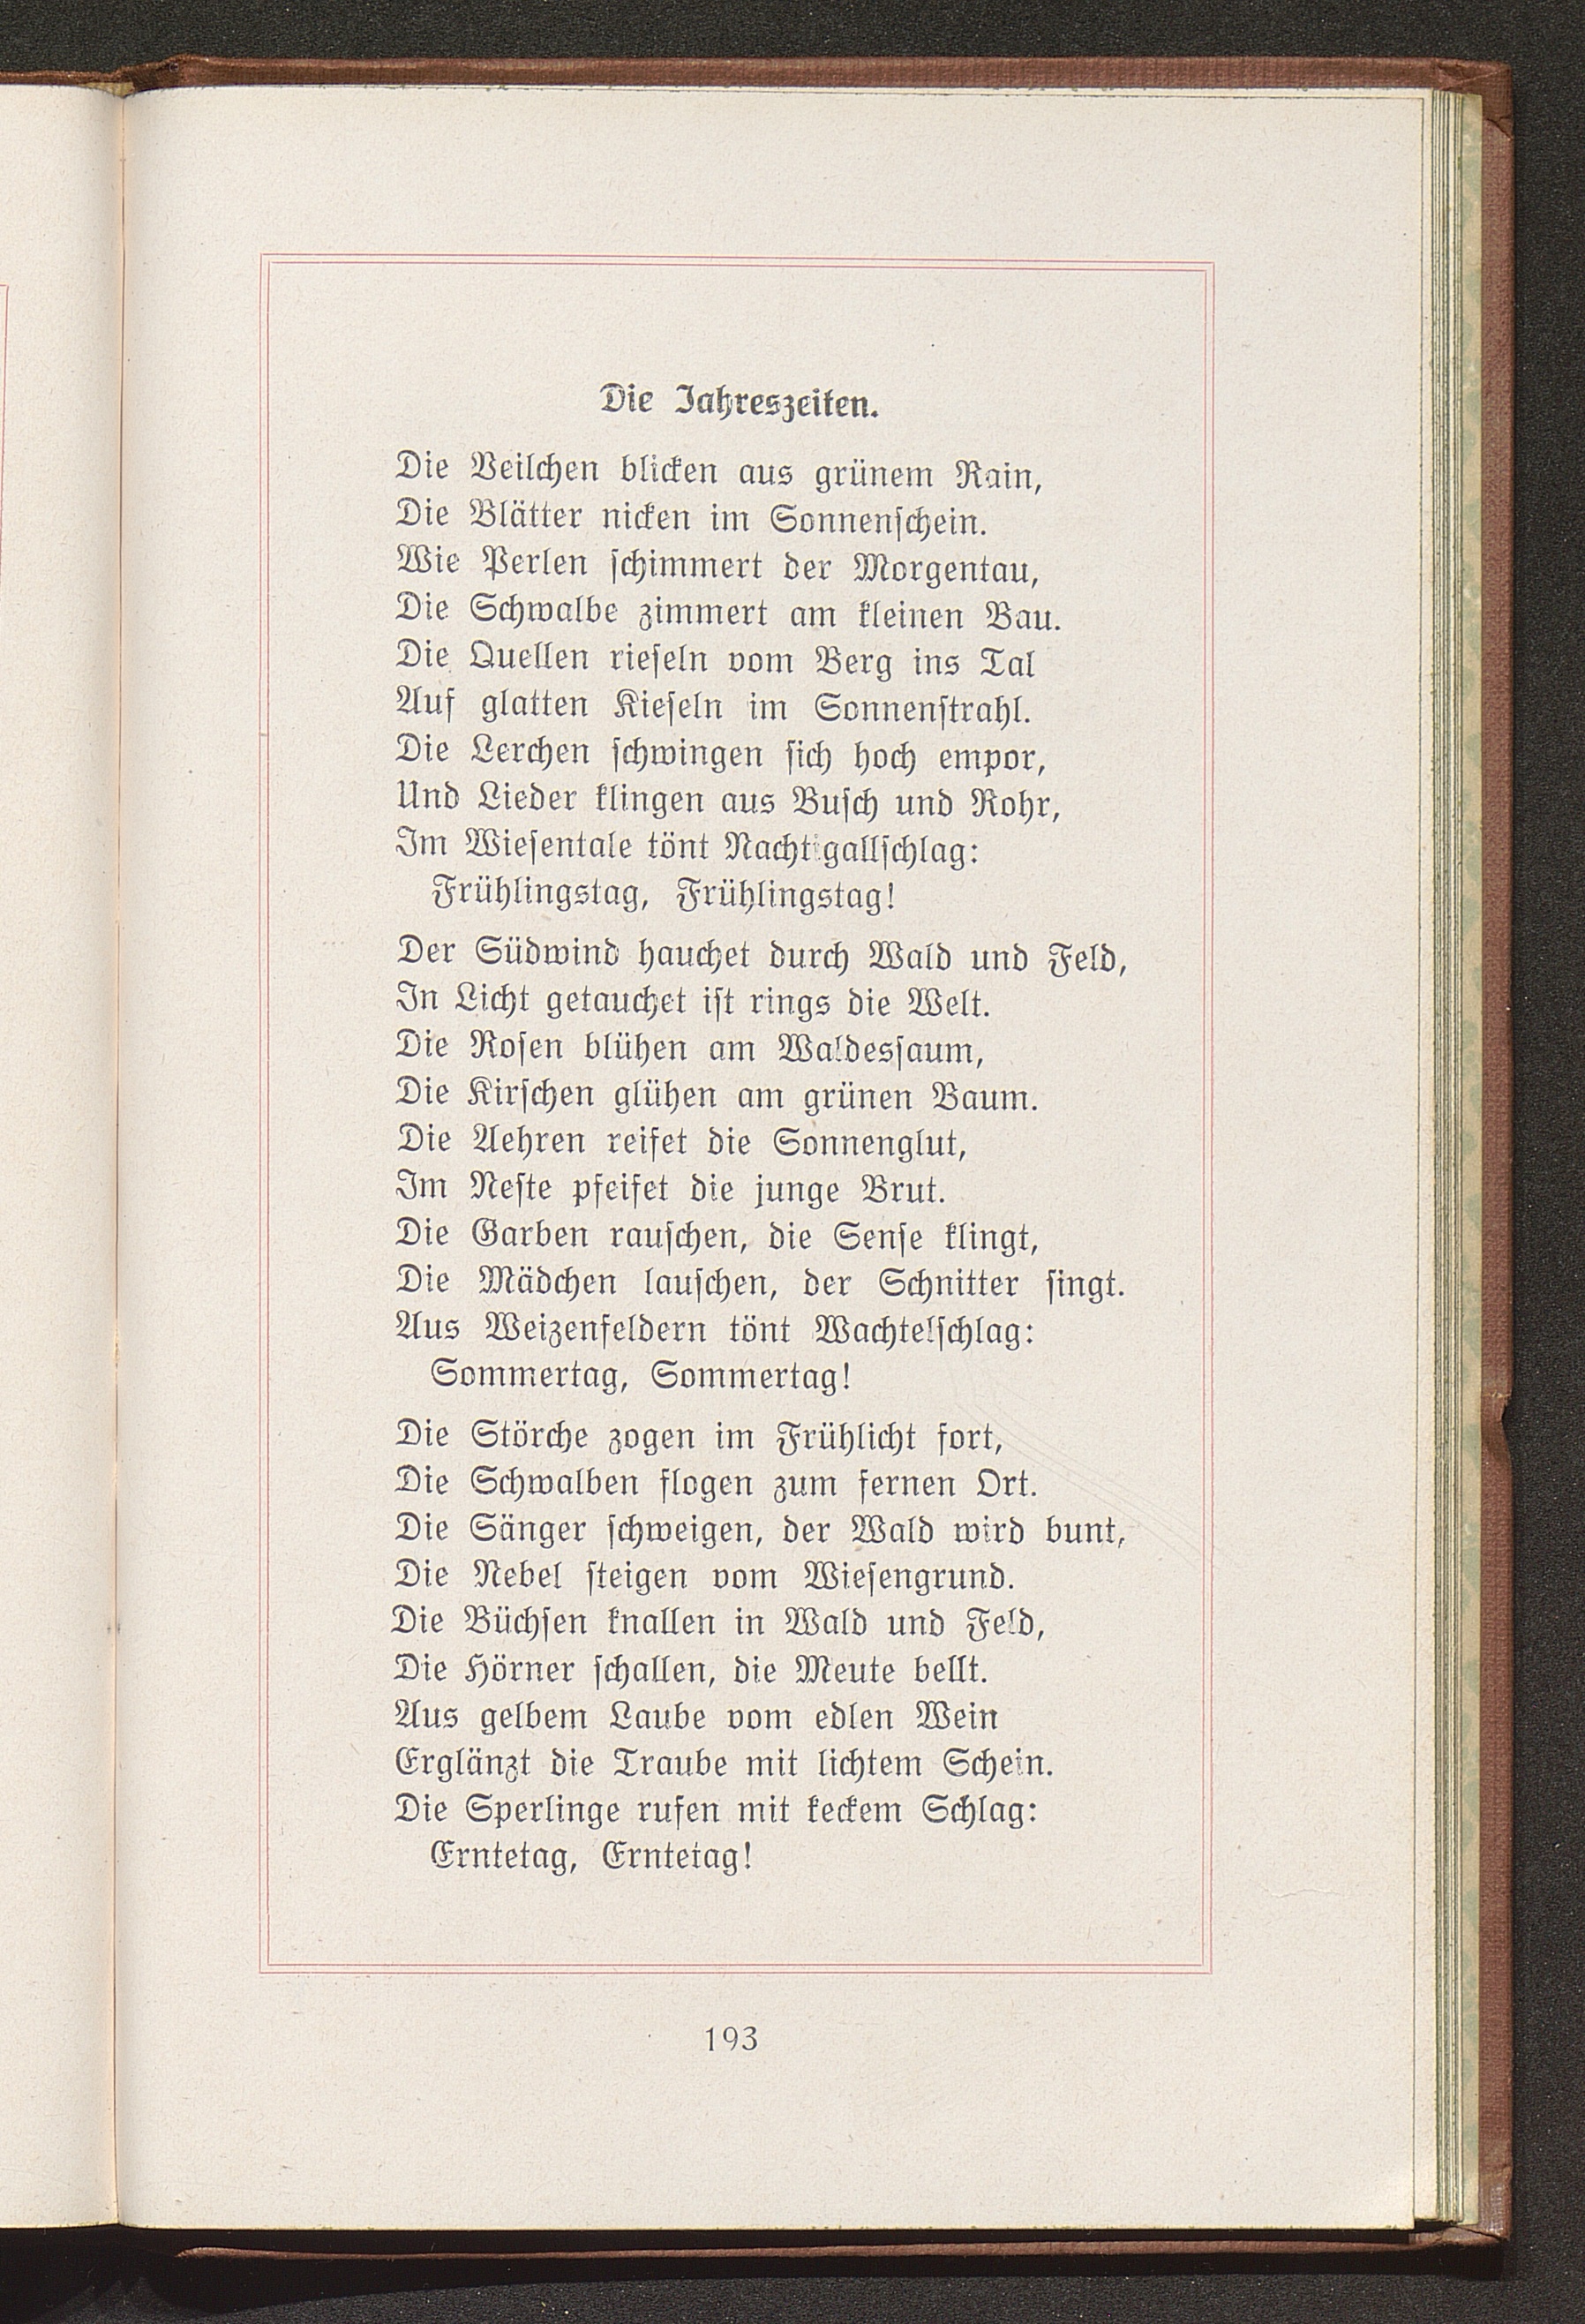 Die Jahreszeiten.
Die Veilchen blicken aus grünem Rain,
Die Blätter nicken im Sonnenschein.
Wie Perlen schimmert der Morgentau,
Die Schwalbe zimmert am kleinen Bau.
Die Quellen rieseln vom Berg ins Tal
Auf glatten Kieseln im Sonnenstrahl.
Die Lerchen schwingen sich hoch empor,
Und Lieder klingen aus Busch und Rohr,
Im Wiesentale tönt Nachtigallschlag:
Frühlingstag, Frühlingstag!
Der Südwind hauchet durch Wald und Feld,
In Licht getauchet ist rings die Welt.
Die Rosen blühen am Waldessaum,
Die Kirschen glühen am grünen Baum.
Die Aehren reifet die Sonnenglut,
Im Neste pfeifet die junge Brut.
Die Garben rauschen, die Sense klingt,
Die Mädchen lauschen, der Schnitter singt.
Aus Weizenfeldern tönt Wachtelschlag:
Sommertag, Sommertag!
Die Störche zogen im Frühlicht fort,
Die Schwalben flogen zum fernen Ort.
Die Sänger schweigen, der Wald wird bunt,
Die Nebel steigen vom Wiesengrund.
Die Büchsen knallen in Wald und Feld,
Die Hörner schallen, die Meute bellt.
Aus gelbem Laube vom edlen Wein
Erglänzt die Traube mit lichtem Schein.
Die Sperlinge rufen mit keckem Schlag:
Erntetag, Erntetag!
193